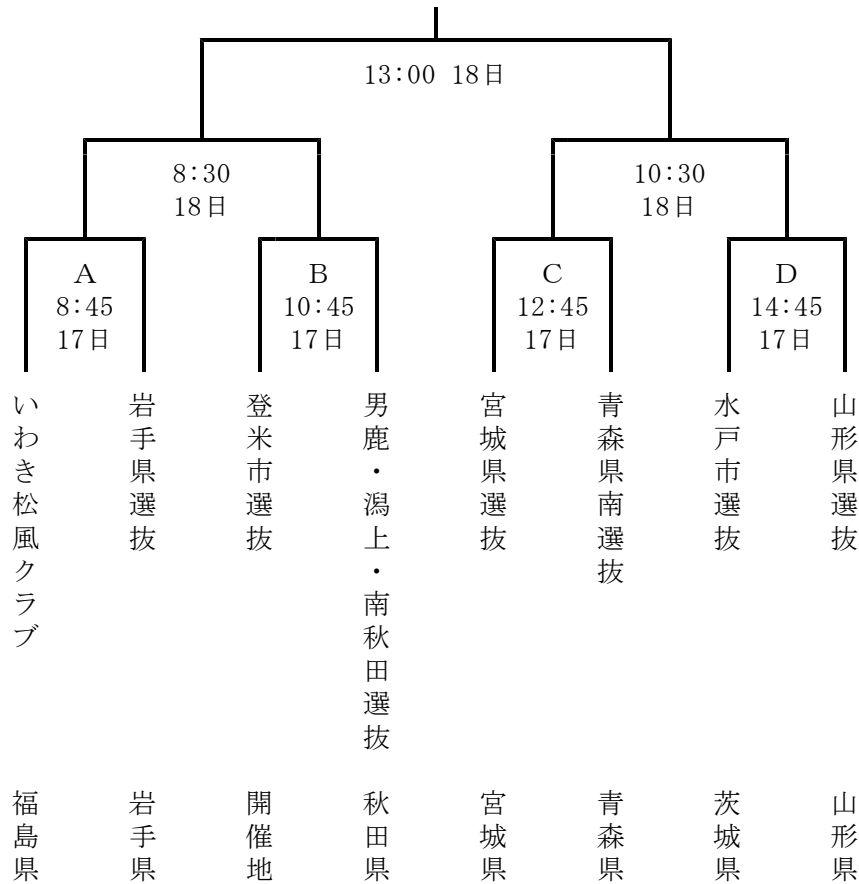 13:00 18日
8:30
18日
10:30
18日
A
8:45
17日
B
10:45
17日
C
12:45
17日
D
14:45
17日
いわき松風クラブ
岩手県選抜
登米市選抜
男鹿・潟上・南秋田選抜
宮城県選抜
青森県南選抜
水戸市選抜
山形県選抜
福島県
岩手県
開催地
秋田県
宮城県
青森県
茨城県
山形県